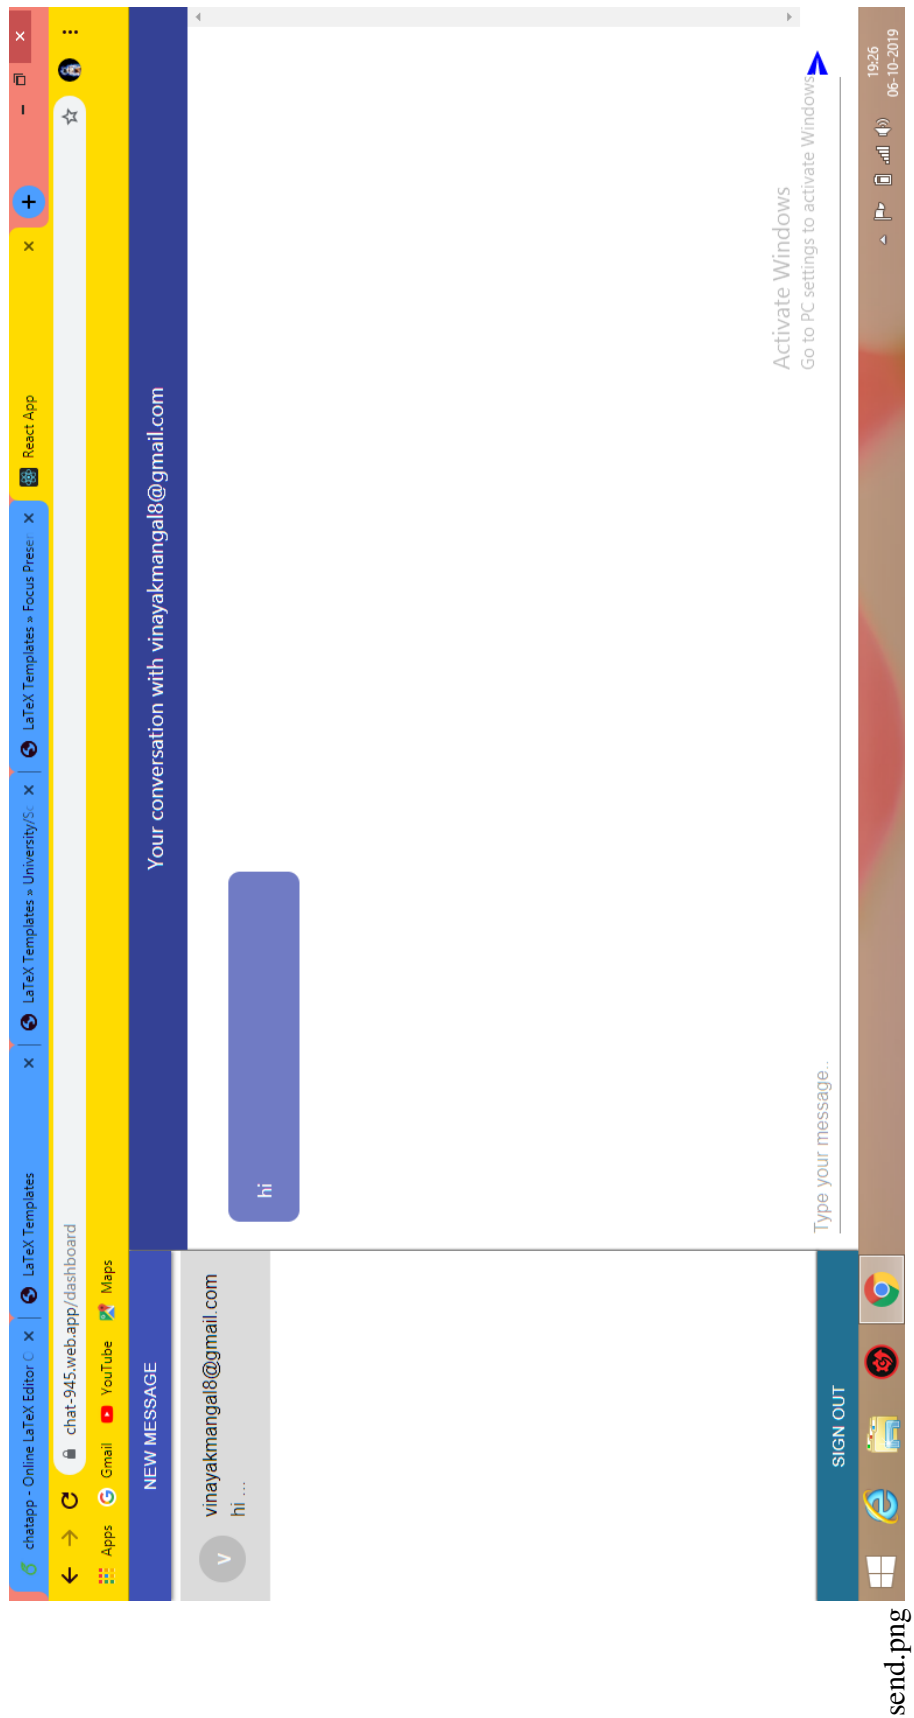 chatapp - Online LaTeX Editor
LaTeX Templates
LaTeX Templates » University/Sc
LaTeX Templates » Focus Presen
React App
chat-945.web.app/dashboard
Apps
Gmail
YouTube
Maps
NEW MESSAGE
Your conversation with vinayakmangal8@gmail.com
V
vinayakmangal8@gmail.com
hi ...
hi
Activate Windows
Go to PC settings to activate Windows.
Type your message..
SIGN OUT
19:26
06-10-2019
send.png